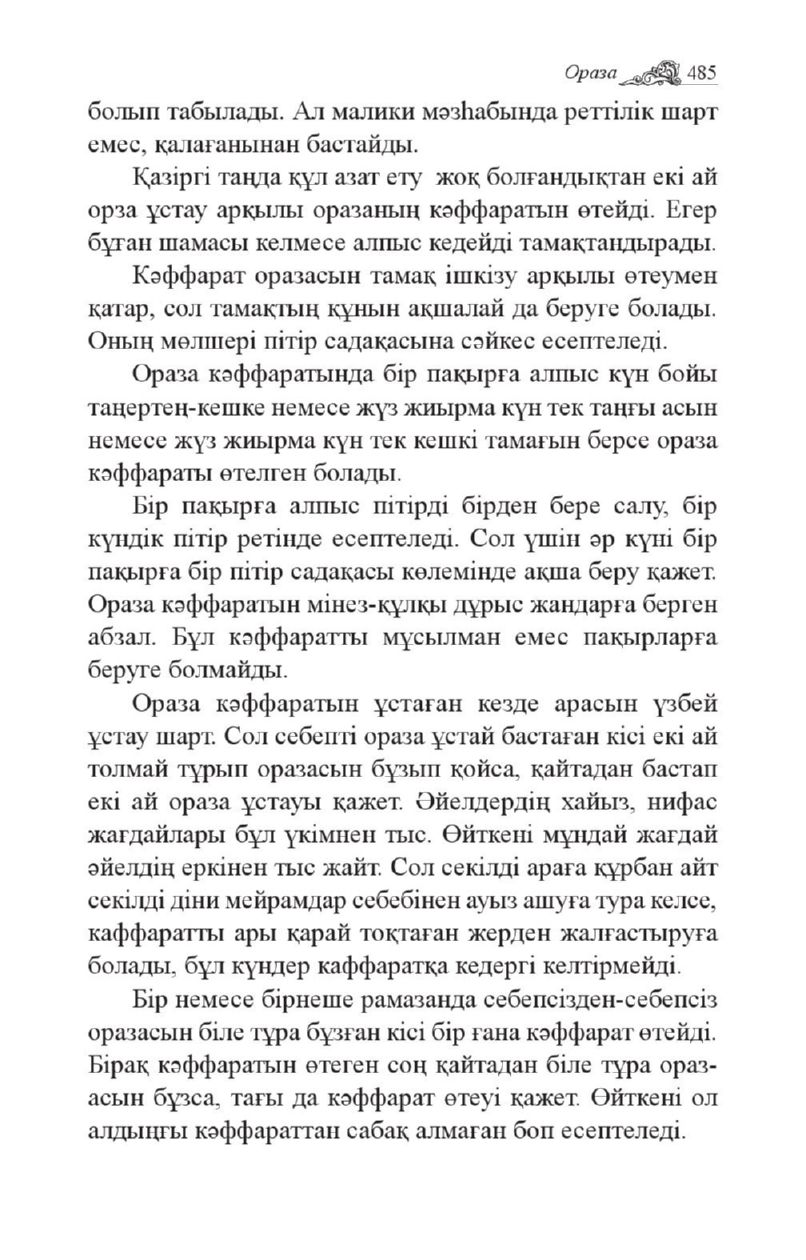 Ораза 485
болып табылады. Ал малики мәзһабында реттілік шарт
емес, қалағанынан бастайды.
Қазіргі таңда құл азат ету жоқ болғандықтан екі ай
орза ұстау арқылы оразаның кәффаратын өтейді. Егер
бұған шамасы келмесе алпыс кедейді тамақтандырады.
Кәффарат оразасын тамақ ішкізу арқылы өтеумен
қатар, сол тамақтың құнын ақшалай да беруге болады.
Оның мөлшері пітір садақасына сәйкес есептеледі.
Ораза кәффаратында бір пақырға алпыс күн бойы
таңертең-кешке немесе жүз жиырма күн тек таңғы асын
немесе жүз жиырма күн тек кешкі тамағын берсе ораза
кәффараты өтелген болады.
Бір пақырға алпыс пітірді бірден бере салу, бір
күндік пітір ретінде есептеледі. Сол үшін әр күні бір
пақырға бір пітір садақасы көлемінде ақша беру қажет.
Ораза кәффаратын мінез-құлқы дұрыс жандарға берген
абзал. Бұл кәффаратты мұсылман емес пақырларға
беруге болмайды.
Ораза кәффаратын ұстаған кезде арасын үзбей
ұстау шарт. Сол себепті ораза ұстай бастаған кісі екі ай
толмай тұрып оразасын бұзып қойса, қайтадан бастап
екі ай ораза ұстауы қажет. Әйелдердің хайыз, нифас
жағдайлары бұл үкімнен тыс. Өйткені мұндай жағдай
әйелдің еркінен тыс жайт. Сол секілді араға құрбан айт
секілді діни мейрамдар себебінен ауыз ашуға тура келсе,
каффаратты ары қарай тоқтаған жерден жалғастыруға
болады, бұл күндер каффаратқа кедергі келтірмейді.
Бір немесе бірнеше рамазанда себепсізден-себепсіз
оразасын біле тұра бұзған кісі бір ғана кәффарат өтейді.
Бірақ кәффаратын өтеген соң қайтадан біле тұра ораз-
асын бұзса, тағы да кәффарат өтеуі қажет. Өйткені ол
алдыңғы кәффараттан сабақ алмаған боп есептеледі.